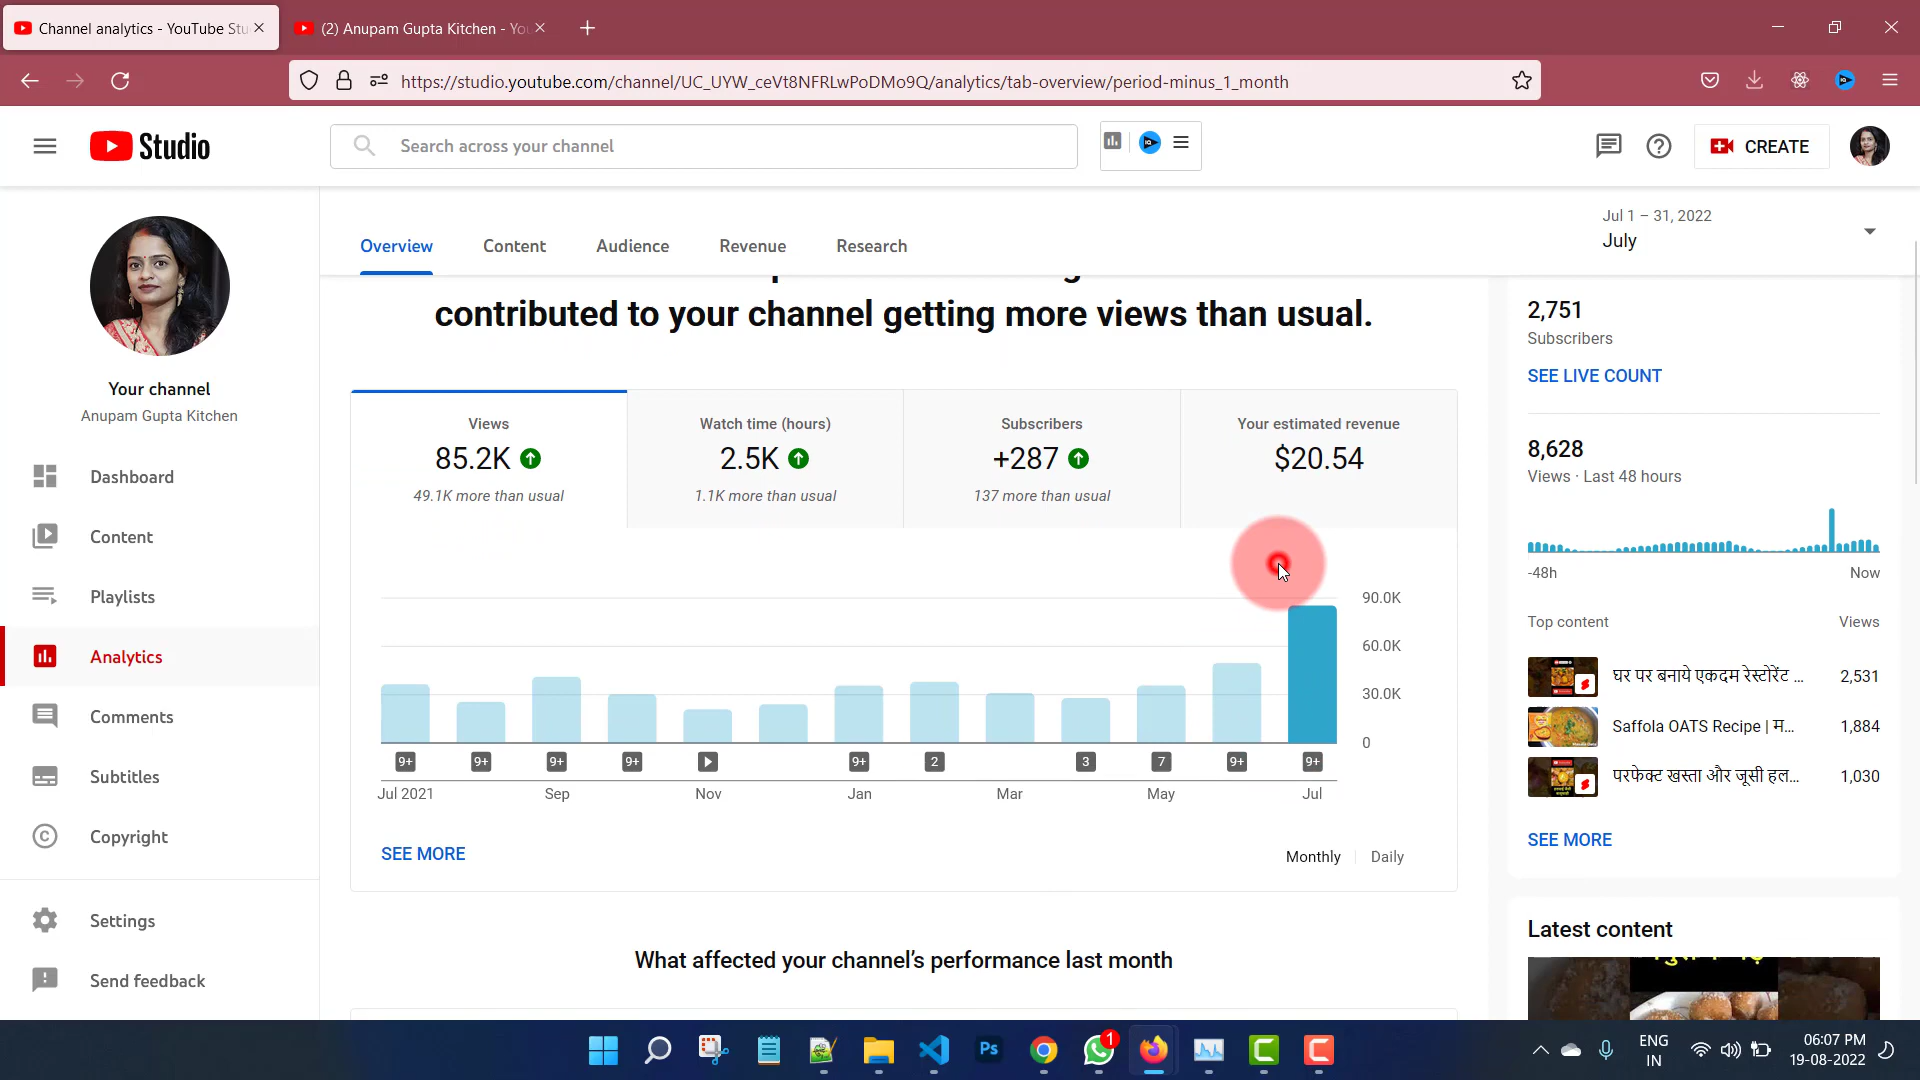 Channel analytics - YouTube Stu
(2) Anupam Gupta Kitchen - You
https://studio.youtube.com/channel/UC_UYW_ceVt8NFRLwPoDMo9Q/analytics/tab-overview/period-minus_1_month
Studio
Search across your channel
CREATE
Your channel
Anupam Gupta Kitchen
Dashboard
Content
Playlists
Analytics
Comments
Subtitles
Copyright
Settings
Send feedback
Overview
Content
Audience
Revenue
Research
Jul 1 – 31, 2022
July
contributed to your channel getting more views than usual.
Views
85.2K
49.1K more than usual
Watch time (hours)
2.5K
1.1K more than usual
Subscribers
+287
137 more than usual
Your estimated revenue
$20.54
90.0K
60.0K
30.0K
0
9+ 9+ 9+ 9+ 9+ 2 3 7 9+ 9+
Jul 2021 Sep Nov Jan Mar May Jul
SEE MORE
Monthly
Daily
What affected your channel’s performance last month
2,751
Subscribers
SEE LIVE COUNT
8,628
Views · Last 48 hours
-48h
Now
Top content
Views
घर पर बनाये एकदम रेस्टोरेंट ...
2,531
Saffola OATS Recipe | म...
1,884
परफेक्ट खस्ता और जूसी हल...
1,030
SEE MORE
Latest content
Ps
1
ENG
IN
06:07 PM
19-08-2022